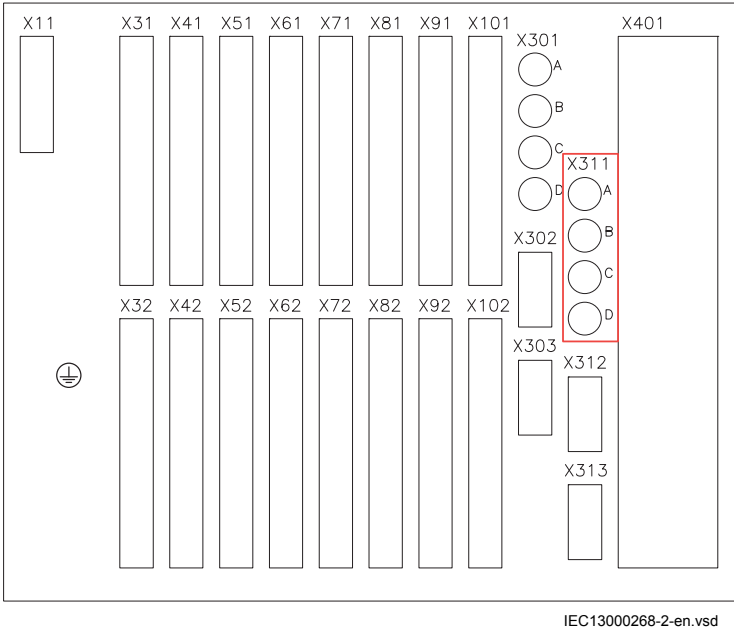 X11 X31 X41 X51 X61 X71 X81 X91 X101 X401
X301
A
B
C
D
X311
A
B
C
D
X302
X32 X42 X52 X62 X72 X82 X92 X102
X303
X312
X313
IEC13000268-2-en.vsd